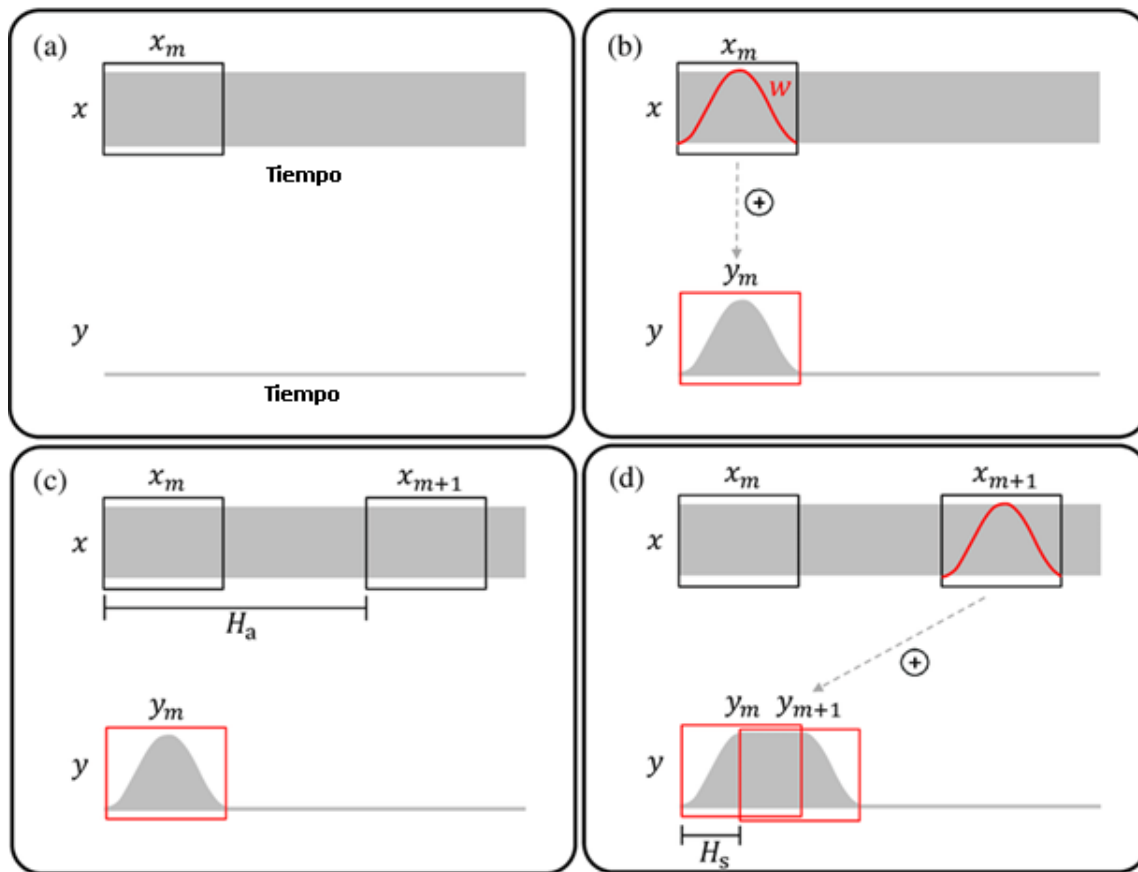 (a)
x_m
x
Tiempo
y
Tiempo
(b)
x_m
w
x
+
y_m
y
(c)
x_m x_{m+1}
x
H_a
y_m
y
(d)
x_m x_{m+1}
x
+
y_m y_{m+1}
y
H_s